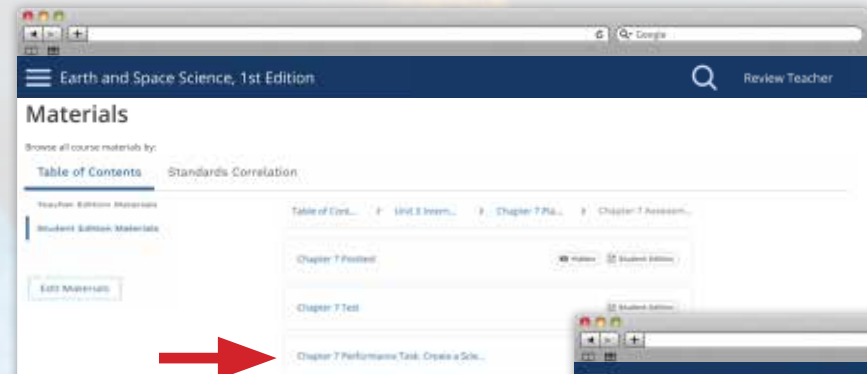 Google
Earth and Space Science, 1st Edition
Review Teacher
Materials
Browse all course materials by:
Table of Contents Standards Correlation
Teacher Edition Materials
Student Edition Materials
Edit Materials
Table of Cont... Unit 3 Intern... Chapter 7 Pla... Chapter 7 Assessm...
Chapter 7 Posttest Hidden Student Edition
Chapter 7 Test Student Edition
Chapter 7 Performance Task: Create a Scie...